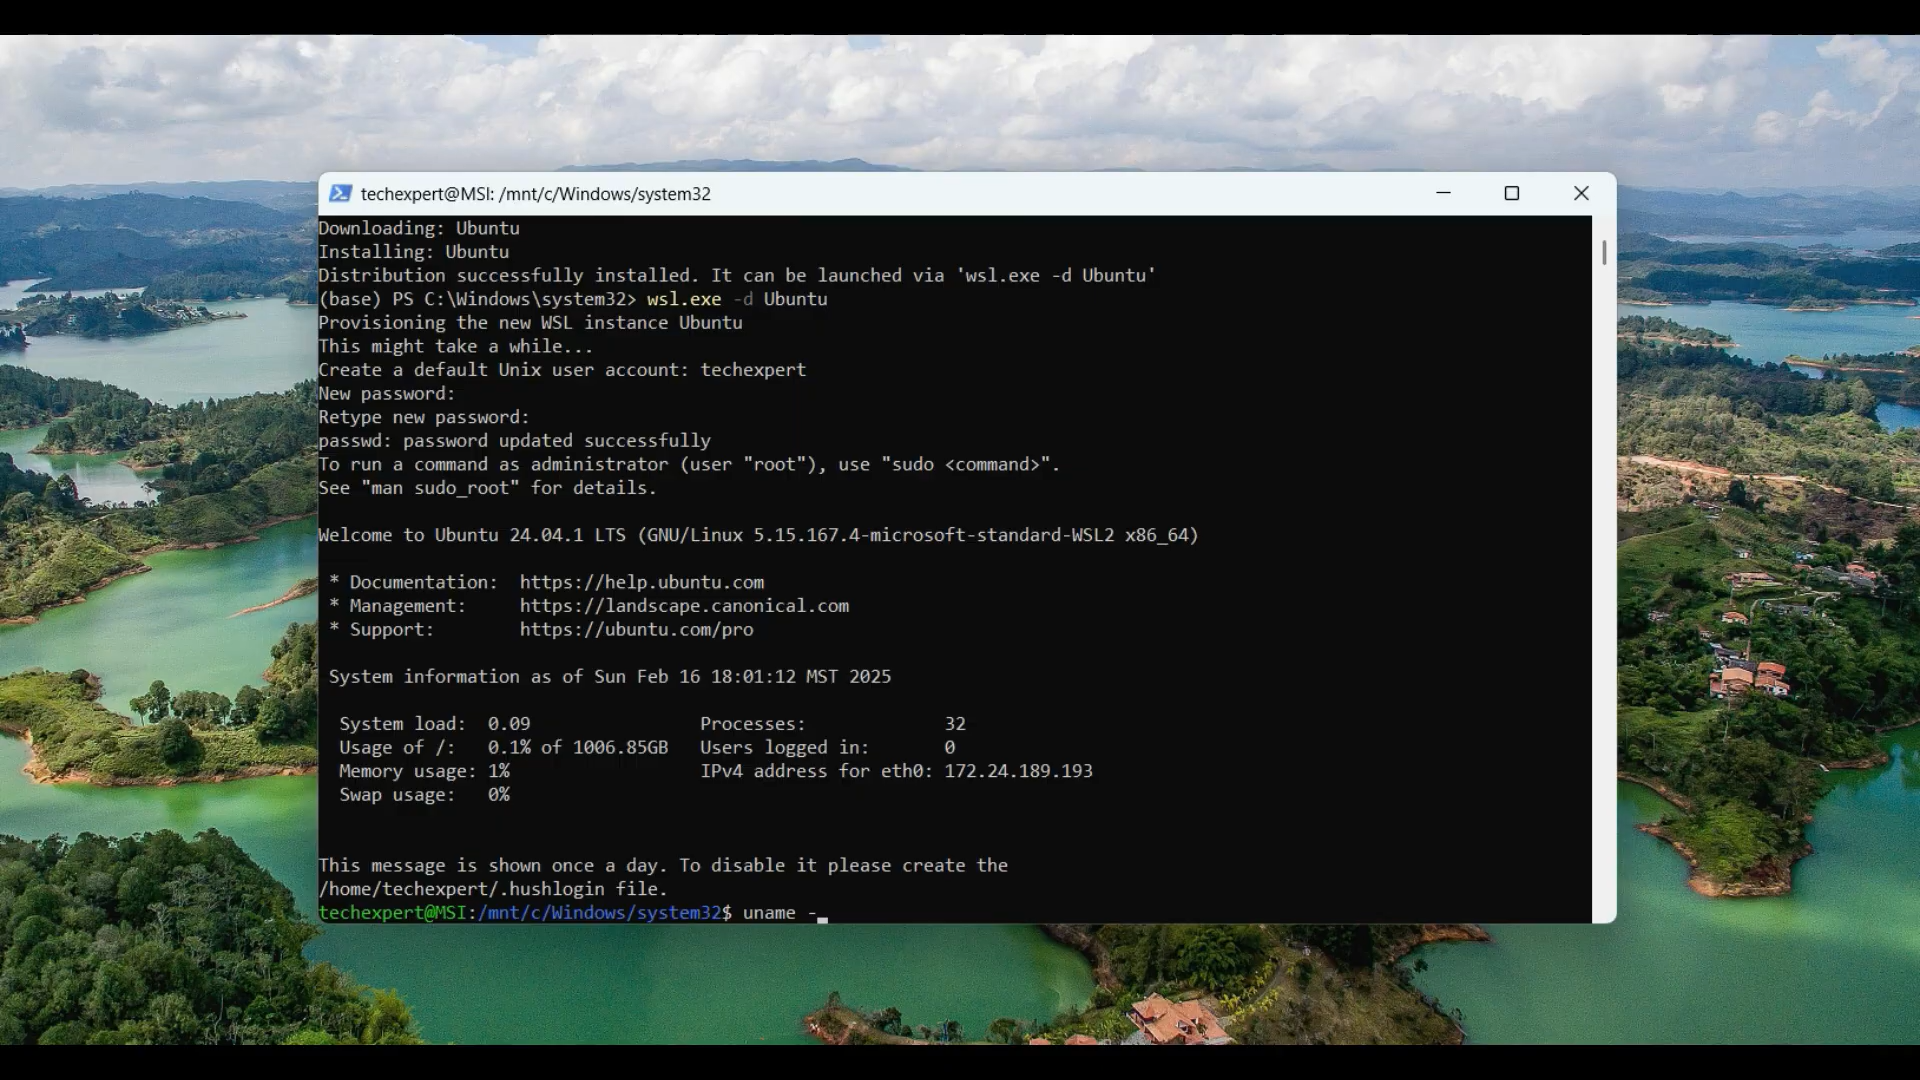 techexpert@MSI: /mnt/c/Windows/system32
Downloading: Ubuntu
Installing: Ubuntu
Distribution successfully installed. It can be launched via 'wsl.exe -d Ubuntu'
(base) PS C:\Windows\system32> wsl.exe -d Ubuntu
Provisioning the new WSL instance Ubuntu
This might take a while...
Create a default Unix user account: techexpert
New password:
Retype new password:
passwd: password updated successfully
To run a command as administrator (user "root"), use "sudo <command>".
See "man sudo_root" for details.
Welcome to Ubuntu 24.04.1 LTS (GNU/Linux 5.15.167.4-microsoft-standard-WSL2 x86_64)
* Documentation:  https://help.ubuntu.com
* Management:     https://landscape.canonical.com
* Support:        https://ubuntu.com/pro
System information as of Sun Feb 16 18:01:12 MST 2025
System load:  0.09                Processes:             32
Usage of /:   0.1% of 1006.85GB   Users logged in:       0
Memory usage: 1%                  IPv4 address for eth0: 172.24.189.193
Swap usage:   0%
This message is shown once a day. To disable it please create the
/home/techexpert/.hushlogin file.
techexpert@MSI:/mnt/c/Windows/system32$ uname -